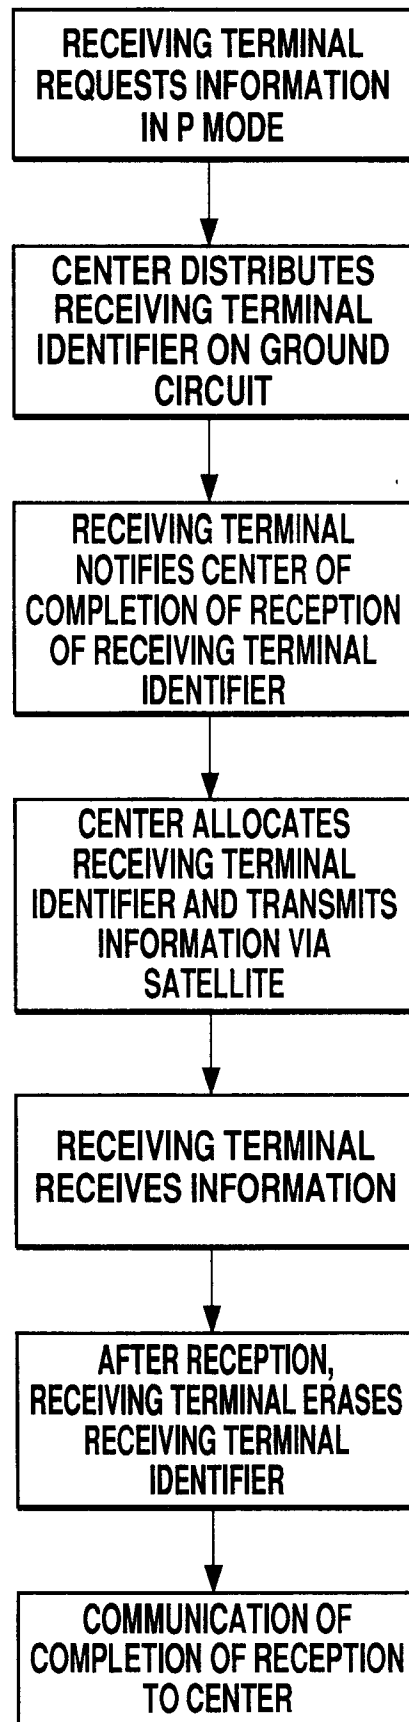 RECEIVING TERMINAL
REQUESTS INFORMATION
IN P MODE
CENTER DISTRIBUTES
RECEIVING TERMINAL
IDENTIFIER ON GROUND
CIRCUIT
RECEIVING TERMINAL
NOTIFIES CENTER OF
COMPLETION OF RECEPTION
OF RECEIVING TERMINAL
IDENTIFIER
CENTER ALLOCATES
RECEIVING TERMINAL
IDENTIFIER AND TRANSMITS
INFORMATION VIA
SATELLITE
RECEIVING TERMINAL
RECEIVES INFORMATION
AFTER RECEPTION,
RECEIVING TERMINAL ERASES
RECEIVING TERMINAL
IDENTIFIER
COMMUNICATION OF
COMPLETION OF RECEPTION
TO CENTER